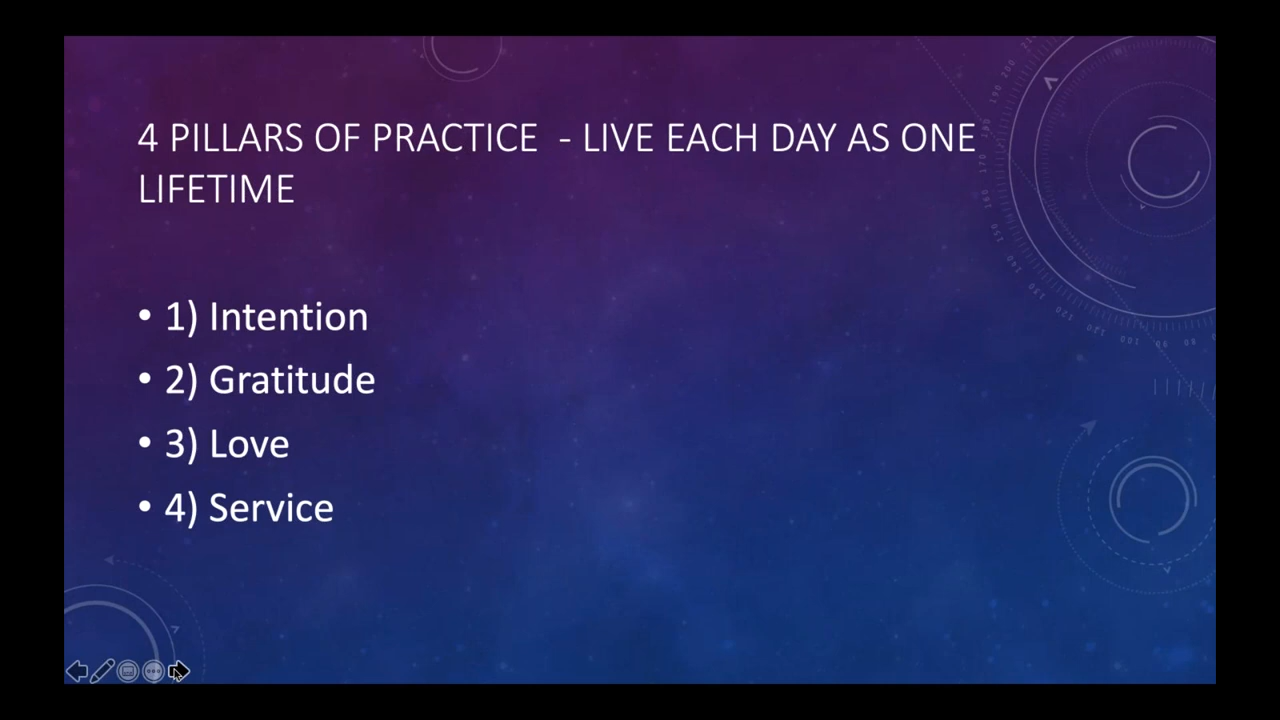 4 PILLARS OF PRACTICE - LIVE EACH DAY AS ONE
LIFETIME
• 1) Intention
• 2) Gratitude
• 3) Love
• 4) Service